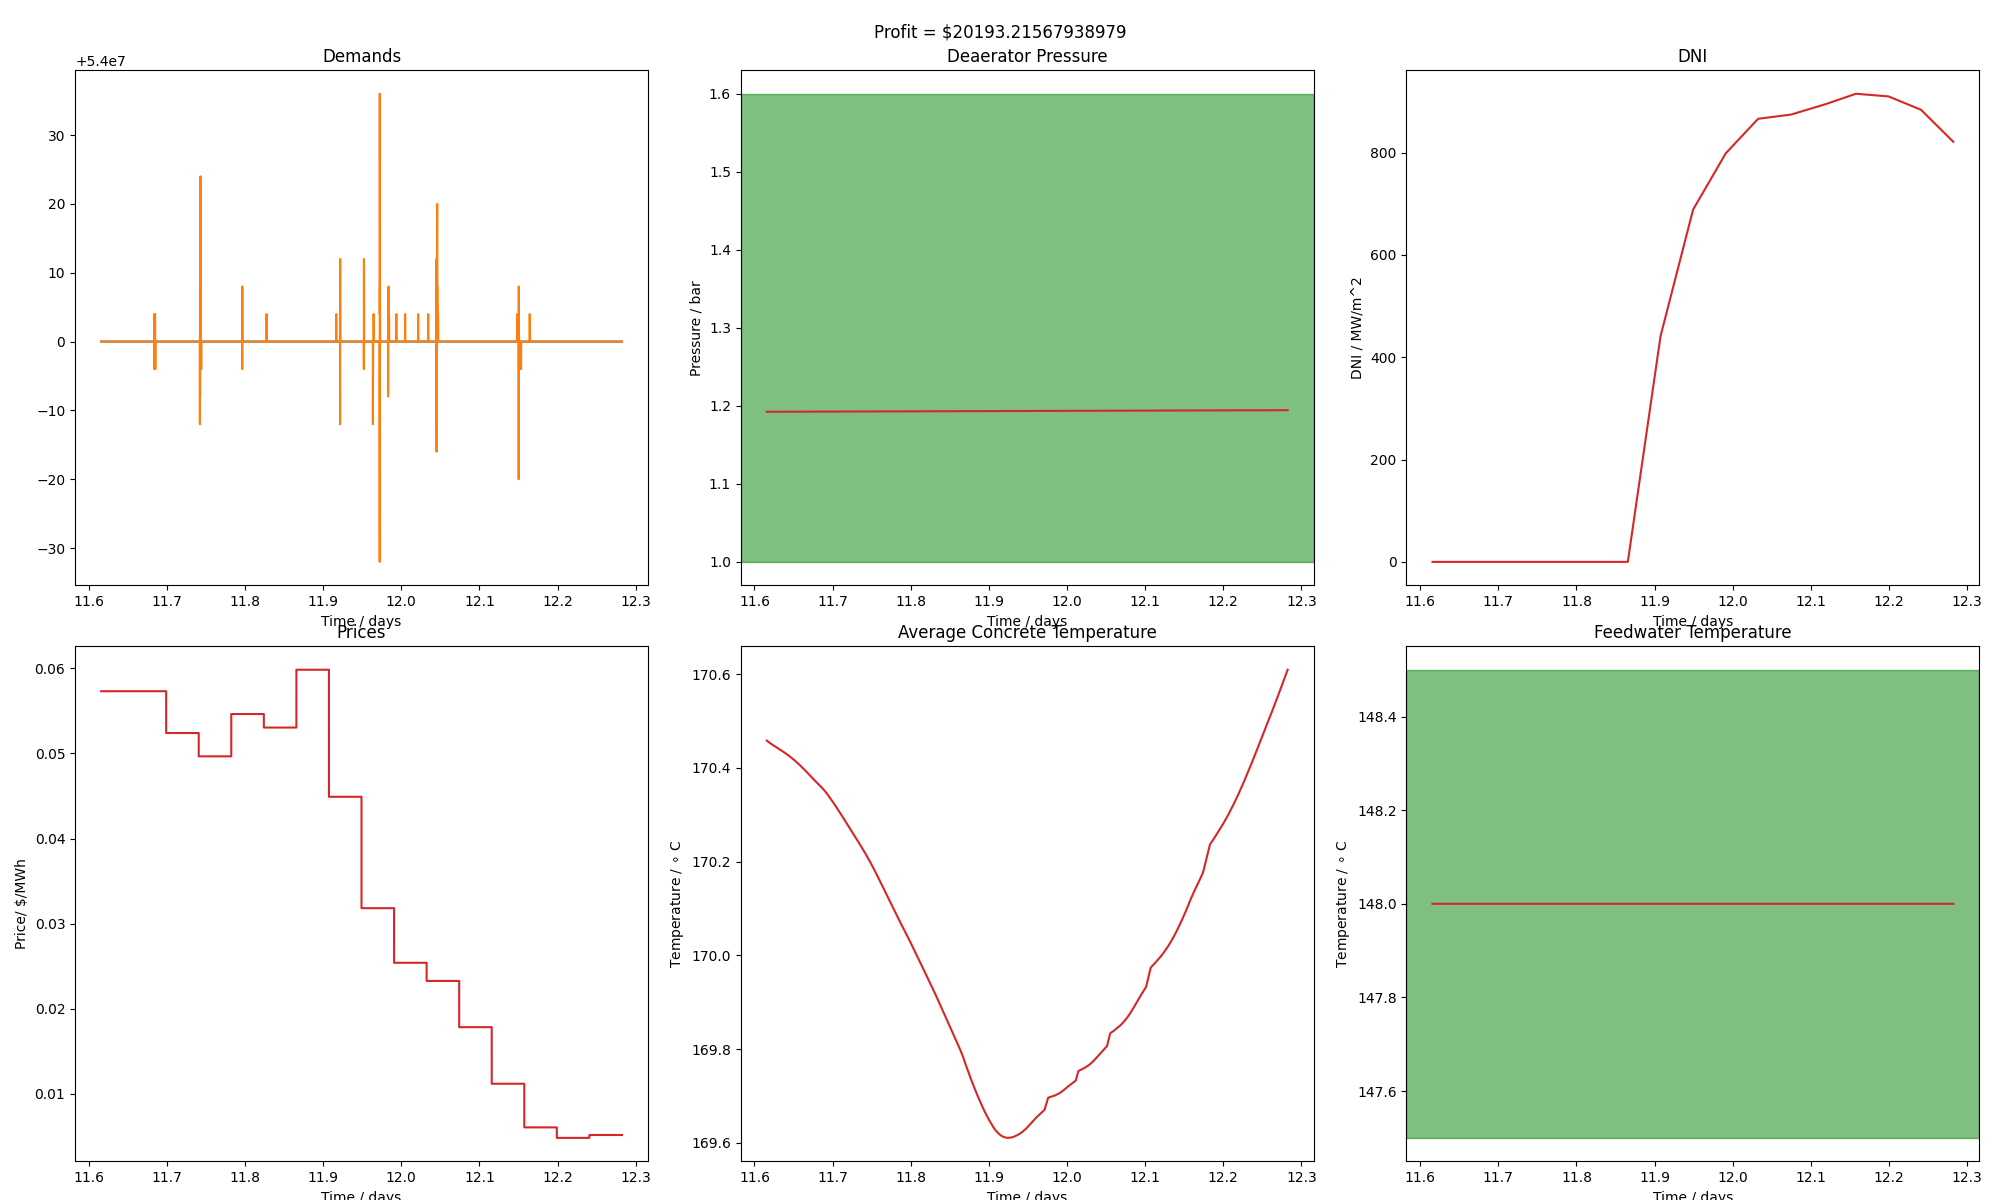 Profit = $20193.21567938979
Demands
+5.4e7
30
20
10
0
−10
−20
−30
11.6 11.7 11.8 11.9 12.0 12.1 12.2 12.3
Time / days
Deaerator Pressure
Pressure / bar
1.6
1.5
1.4
1.3
1.2
1.1
1.0
11.6 11.7 11.8 11.9 12.0 12.1 12.2 12.3
Time / days
DNI
DNI / MW/m^2
800
600
400
200
0
11.6 11.7 11.8 11.9 12.0 12.1 12.2 12.3
Time / days
Prices
Price/ $/MWh
0.06
0.05
0.04
0.03
0.02
0.01
11.6 11.7 11.8 11.9 12.0 12.1 12.2 12.3
Time / days
Average Concrete Temperature
Temperature / ∘ C
170.6
170.4
170.2
170.0
169.8
169.6
11.6 11.7 11.8 11.9 12.0 12.1 12.2 12.3
Time / days
Feedwater Temperature
Temperature / ∘ C
148.4
148.2
148.0
147.8
147.6
11.6 11.7 11.8 11.9 12.0 12.1 12.2 12.3
Time / days